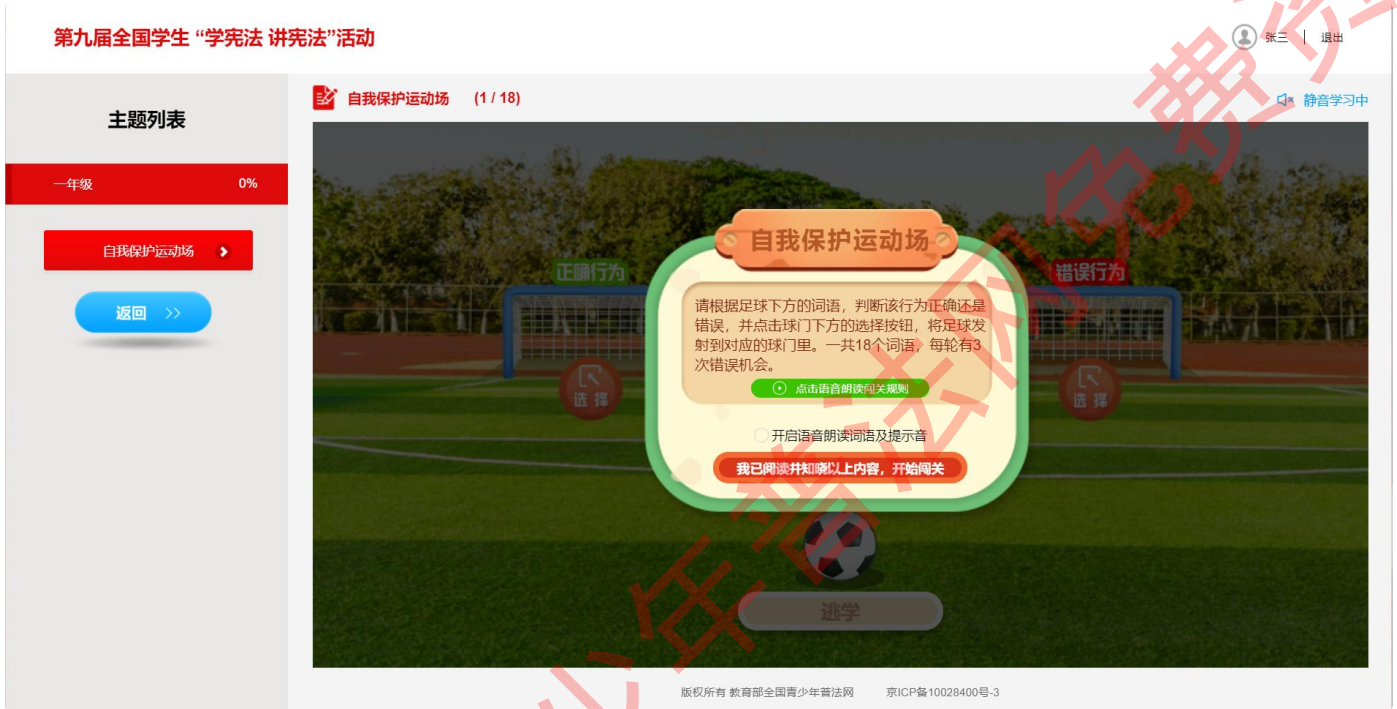 第九届全国学生 “学宪法 讲宪法”活动
张三 | 退出
主题列表
一年级 0%
自我保护运动场
返回 >>
自我保护运动场 (1 / 18)
静音学习中
自我保护运动场
正确行为
错误行为
请根据足球下方的词语，判断该行为正确还是
错误，并点击球门下方的选择按钮，将足球发
射到对应的球门里。一共18个词语，每轮有3
次错误机会。
点击语音朗读闯关规则
选择
选择
开启语音朗读词语及提示音
我已阅读并知晓以上内容，开始闯关
逃学
版权所有 教育部全国青少年普法网 京ICP备10028400号-3
少年普法网免费资